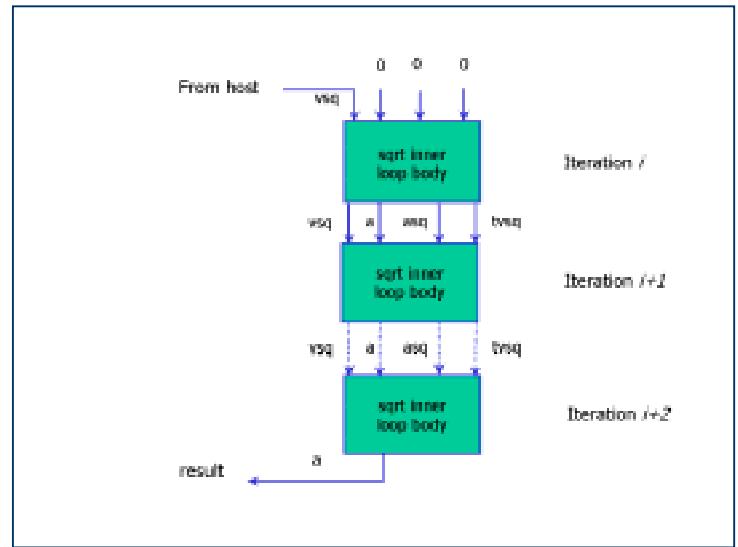 0 0 0
From host
vsq
sqrt inner
loop body
Iteration i
vsq a asq tvsq
sqrt inner
loop body
Iteration i+1
vsq a asq tvsq
sqrt inner
loop body
Iteration i+2
a
result